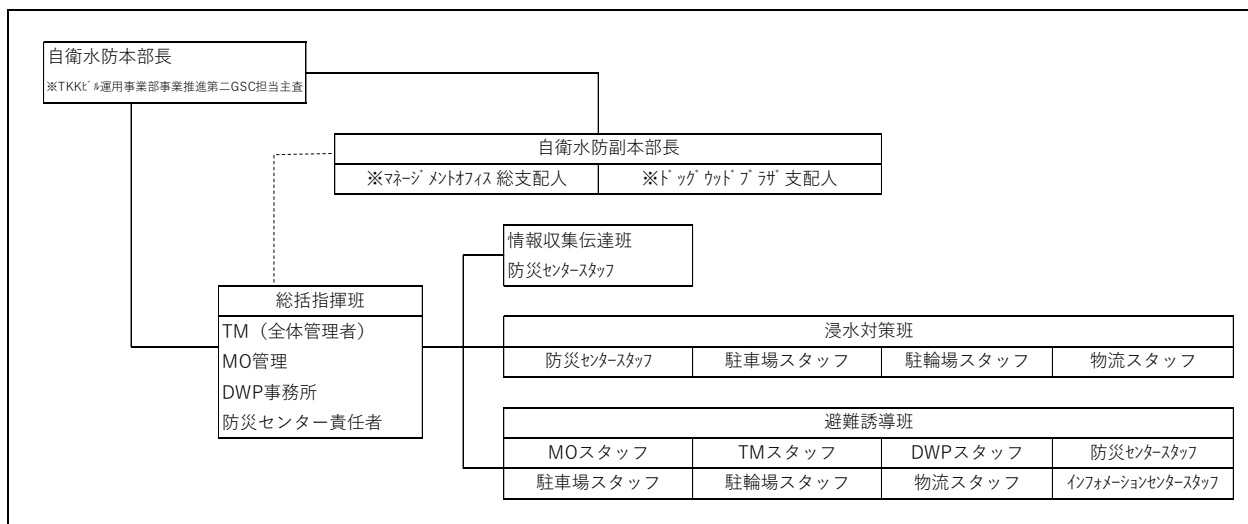 自衛水防本部長
※TKKﾋﾞﾙ運用事業部事業推進第二GSC担当主査
自衛水防副本部長
※ﾏﾈｰｼﾞﾒﾝﾄｵﾌｨｽ 総支配人
※ﾄﾞｯｸﾞｳｯﾄﾞﾌﾟﾗｻﾞ 支配人
情報収集伝達班
防災ｾﾝﾀｰｽﾀｯﾌ
総括指揮班
TM（全体管理者）
MO管理
DWP事務所
防災センター責任者
浸水対策班
防災ｾﾝﾀｰｽﾀｯﾌ 駐車場スタッフ 駐輪場スタッフ 物流スタッフ
避難誘導班
MOスタッフ TMスタッフ DWPスタッフ 防災ｾﾝﾀｰｽﾀｯﾌ
駐車場スタッフ 駐輪場スタッフ 物流スタッフ ｲﾝﾌｫﾒｰｼｮﾝｾﾝﾀｰｽﾀｯﾌ